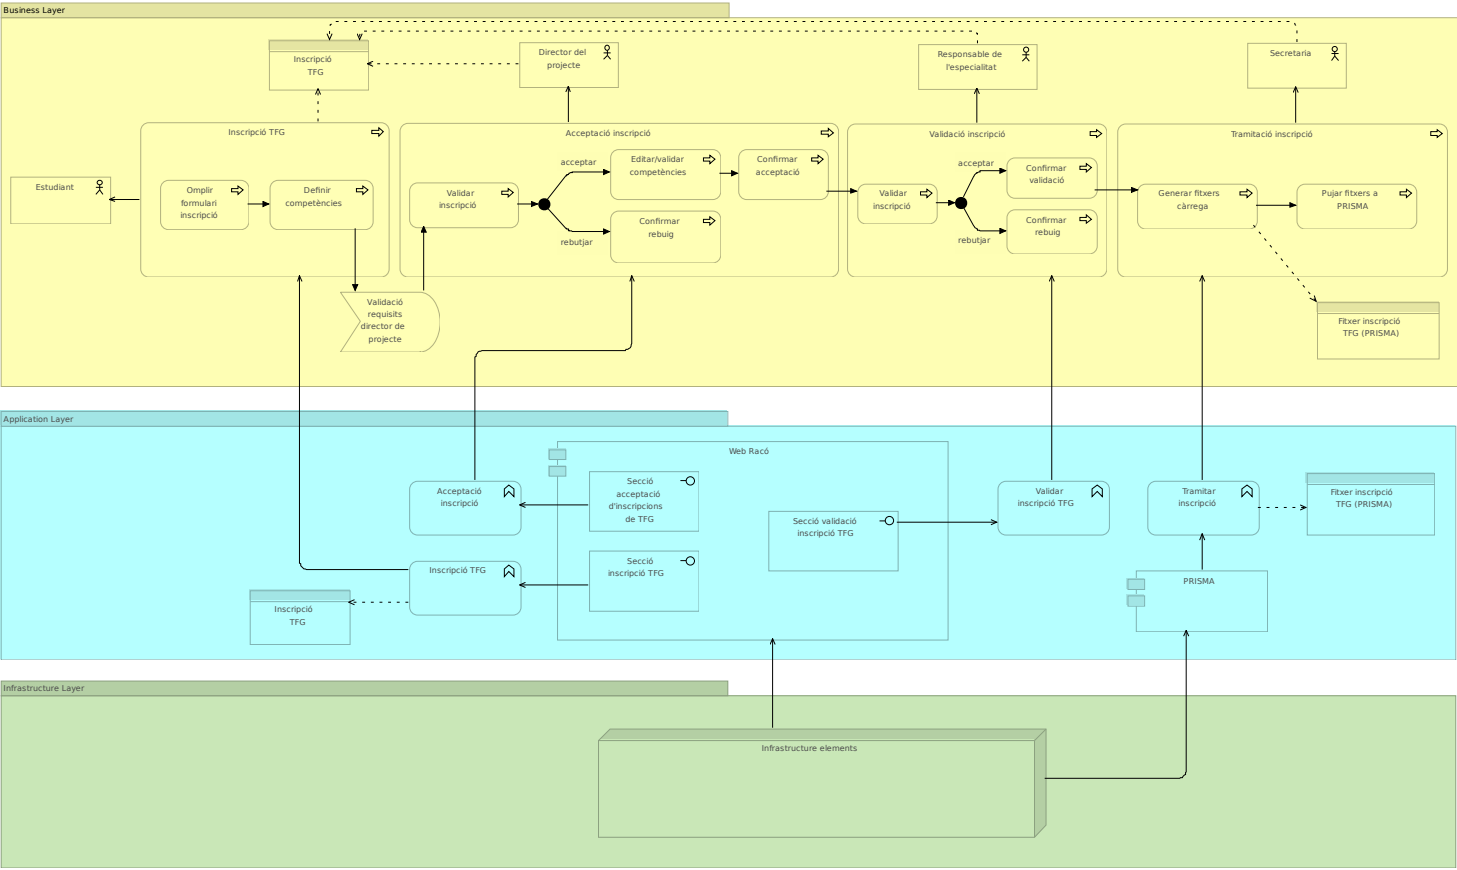 Business Layer
Inscripció
TFG
Director del
projecte
Responsable de
l'especialitat
Secretaria
Estudiant
Inscripció TFG
Omplir
formulari
inscripció
Definir
competències
Acceptació inscripció
Validar
inscripció
acceptar
rebutjar
Editar/validar
competències
Confirmar
acceptació
Confirmar
rebuig
Validació inscripció
Validar
inscripció
acceptar
rebutjar
Confirmar
validació
Confirmar
rebuig
Tramitació inscripció
Generar fitxers
càrrega
Pujar fitxers a
PRISMA
Validació
requisits
director de
projecte
Fitxer inscripció
TFG (PRISMA)
Application Layer
Web Racó
Acceptació
inscripció
Secció
acceptació
d'inscripcions
de TFG
Secció validació
inscripció TFG
Validar
inscripció TFG
Tramitar
inscripció
Fitxer inscripció
TFG (PRISMA)
Inscripció TFG
Secció
inscripció TFG
PRISMA
Inscripció
TFG
Infrastructure Layer
Infrastructure elements